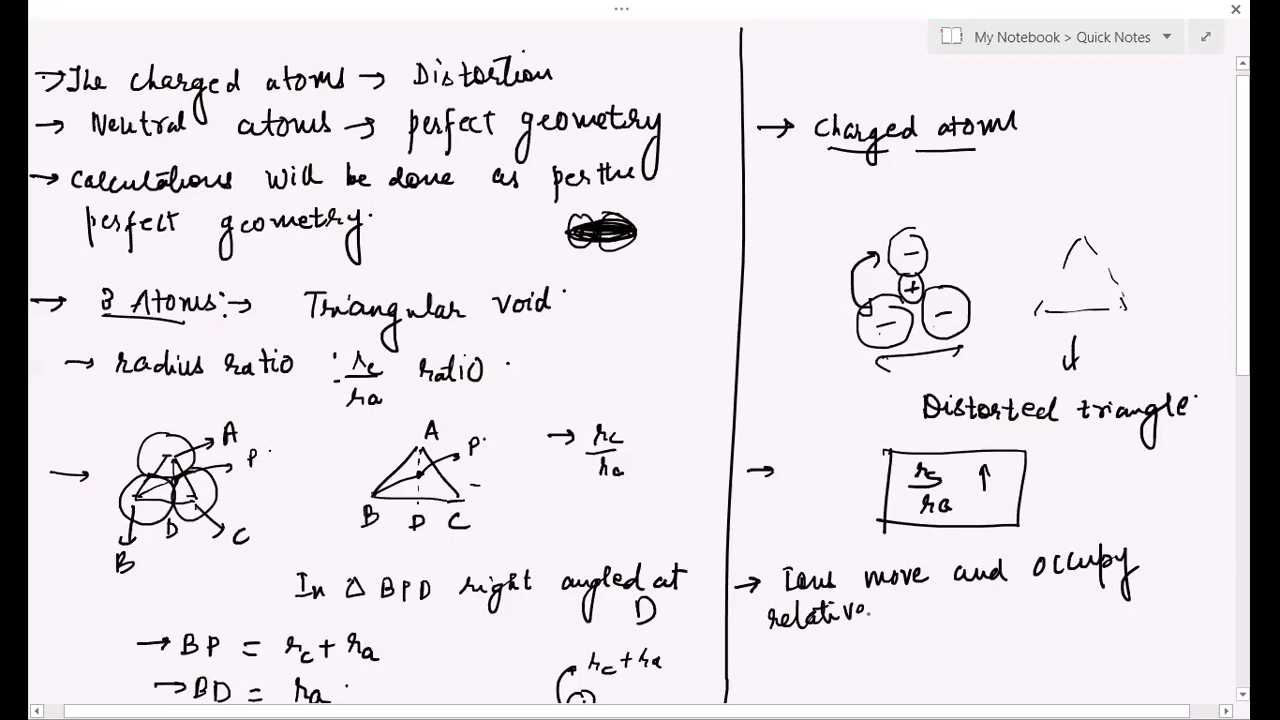 My Notebook > Quick Notes
→ The charged atoms → Distortion
→ Neutral atoms → perfect geometry
→ Calculations will be done as per the
perfect geometry.
→ 3 Atoms :→ Triangular void.
→ radius ratio : rc/ra ratio.
A
P
B
D
C
A
P.
B D C
→ rc/ra
In △ BPD right angled at
D
→ BP = rc + ra
→ BD = ra.
rc + ra
→ Charged atoms
−
+
− −
Distorted triangle.
→ rc/ra ↑
→ Ions move and occupy
relativ